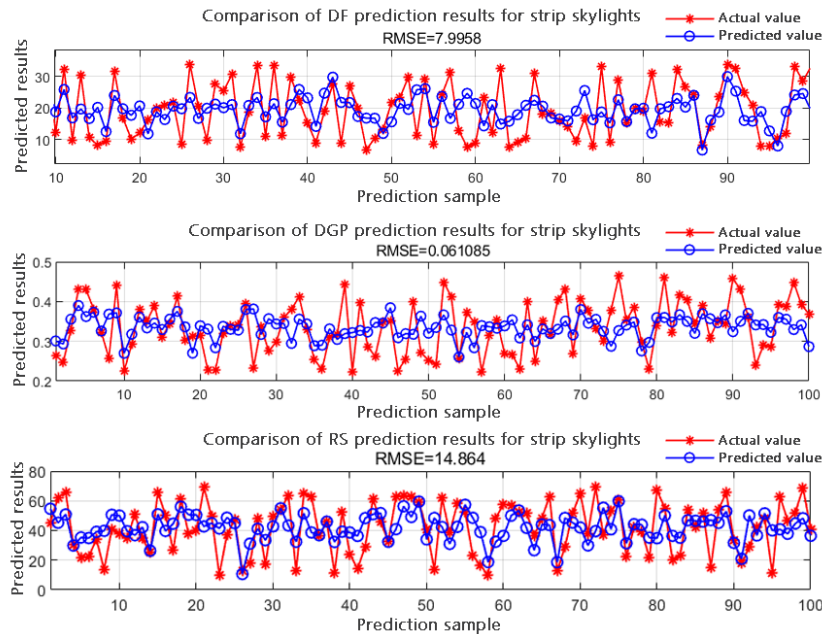 Comparison of DF prediction results for strip skylights
RMSE=7.9958
Actual value
Predicted value
Predicted results
30
20
10
10 20 30 40 50 60 70 80 90
Prediction sample
Comparison of DGP prediction results for strip skylights
RMSE=0.061085
Actual value
Predicted value
Predicted results
0.5
0.4
0.3
0.2
10 20 30 40 50 60 70 80 90 100
Prediction sample
Comparison of RS prediction results for strip skylights
RMSE=14.864
Actual value
Predicted value
Predicted results
80
60
40
20
0
10 20 30 40 50 60 70 80 90 100
Prediction sample